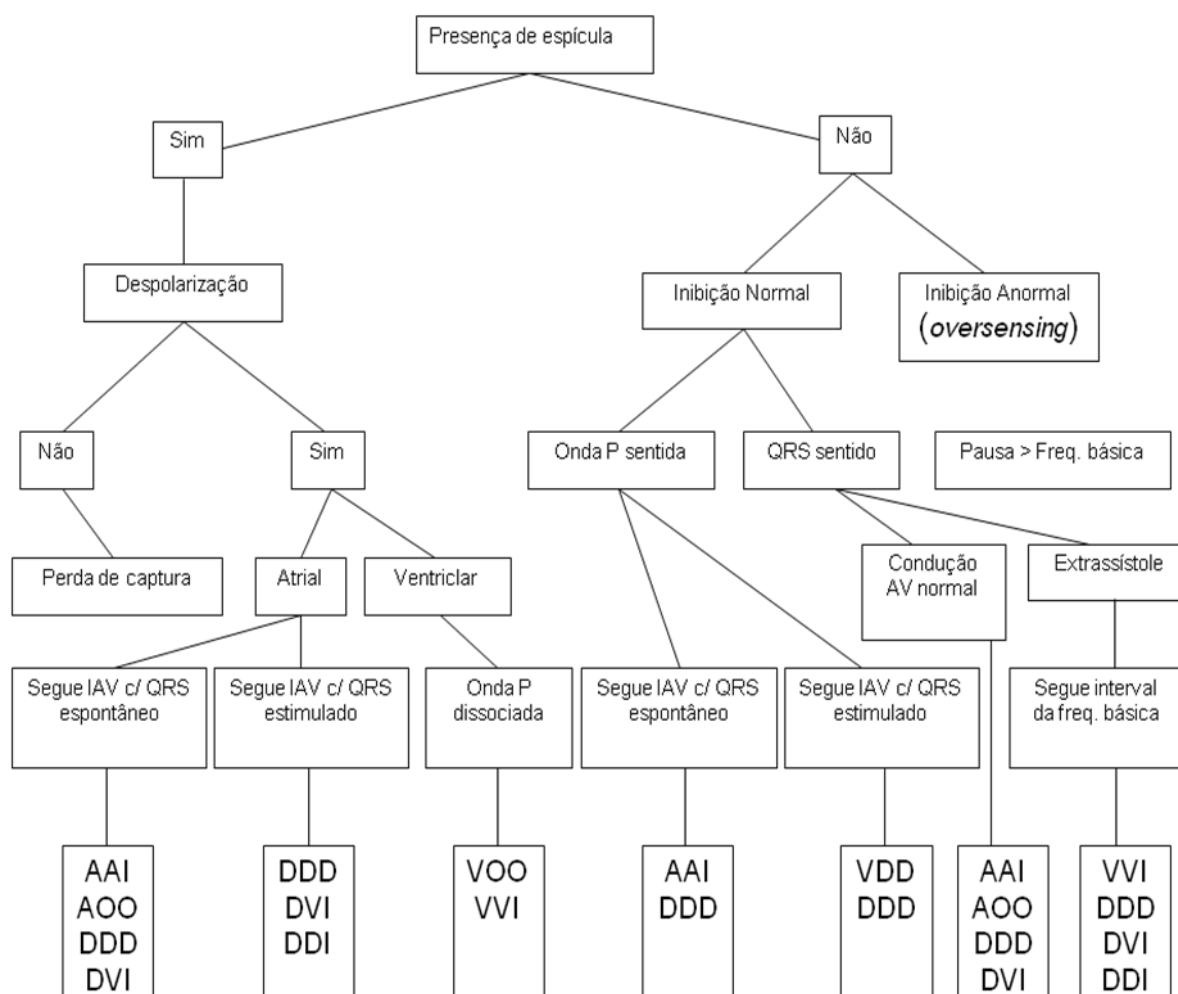 Presença de espícula
Sim
Não
Despolarização
Inibição Normal
Inibição Anormal
(oversensing)
Não
Sim
Onda P sentida
QRS sentido
Pausa > Freq. básica
Perda de captura
Atrial
Ventriclar
Condução
AV normal
Extrassístole
Segue IAV c/ QRS
espontâneo
Segue IAV c/ QRS
estimulado
Onda P
dissociada
Segue IAV c/ QRS
espontâneo
Segue IAV c/ QRS
estimulado
Segue interval
da freq. básica
AAI
AOO
DDD
DVI
DDD
DVI
DDI
VOO
VVI
AAI
DDD
VDD
DDD
AAI
AOO
DDD
DVI
VVI
DDD
DVI
DDI